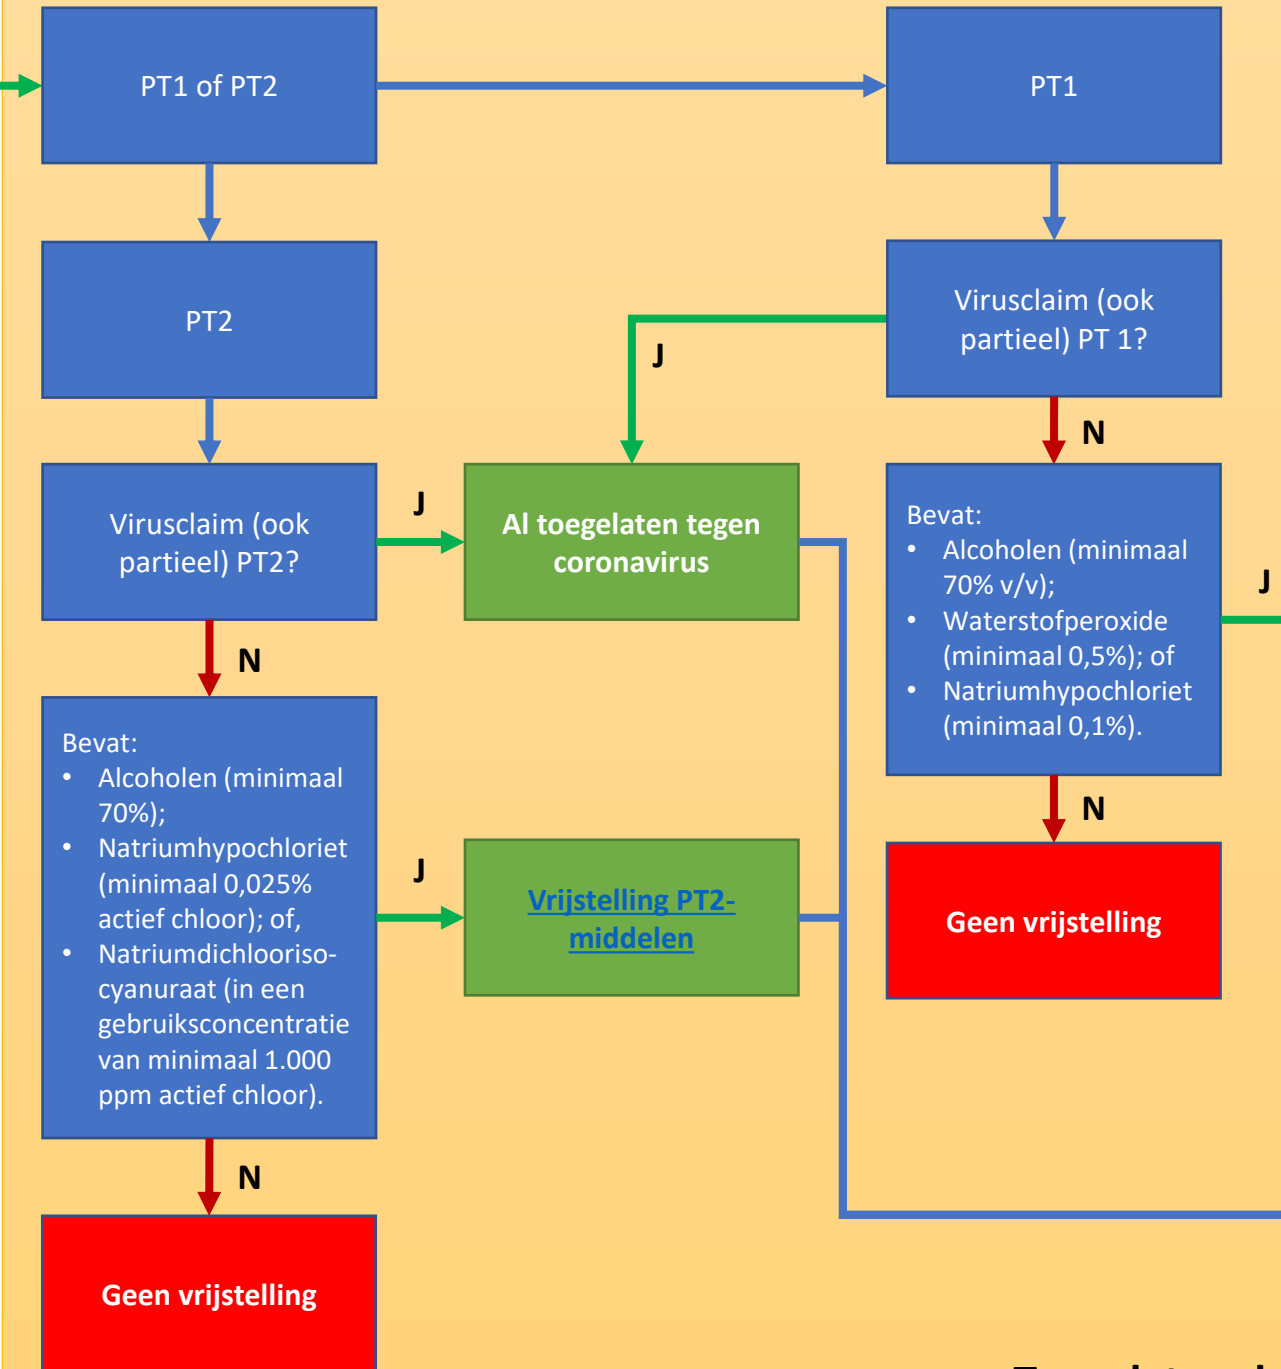 PT1 of PT2
PT1
PT2
Virusclaim (ook
partieel) PT 1?
J
N
Virusclaim (ook
partieel) PT2?
J
Al toegelaten tegen
coronavirus
Bevat:
• Alcoholen (minimaal
70% v/v);
• Waterstofperoxide
(minimaal 0,5%); of
• Natriumhypochloriet
(minimaal 0,1%).
J
N
N
Bevat:
• Alcoholen (minimaal
70%);
• Natriumhypochloriet
(minimaal 0,025%
actief chloor); of,
• Natriumdichlooriso-
cyanuraat (in een
gebruiksconcentratie
van minimaal 1.000
ppm actief chloor).
J
Vrijstelling PT2-
middelen
Geen vrijstelling
N
Geen vrijstelling